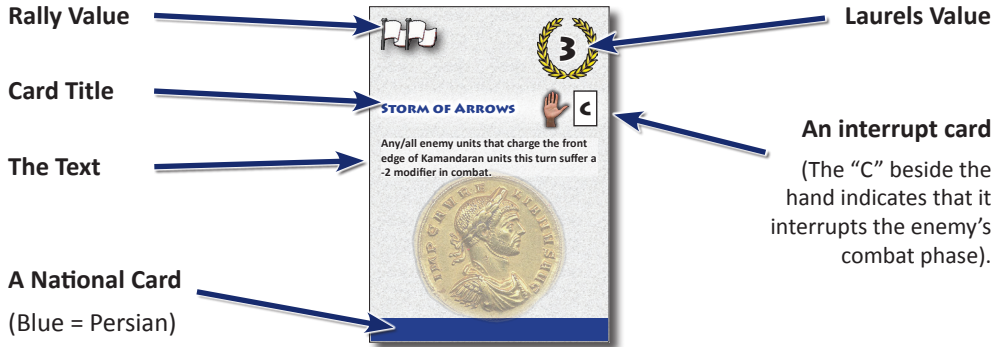 Rally Value
Laurels Value
3
Card Title
STORM OF ARROWS
C
An interrupt card
(The “C” beside the
hand indicates that it
interrupts the enemy’s
combat phase).
The Text
Any/all enemy units that charge the front
edge of Kamandaran units this turn suffer a
-2 modifier in combat.
A National Card
(Blue = Persian)